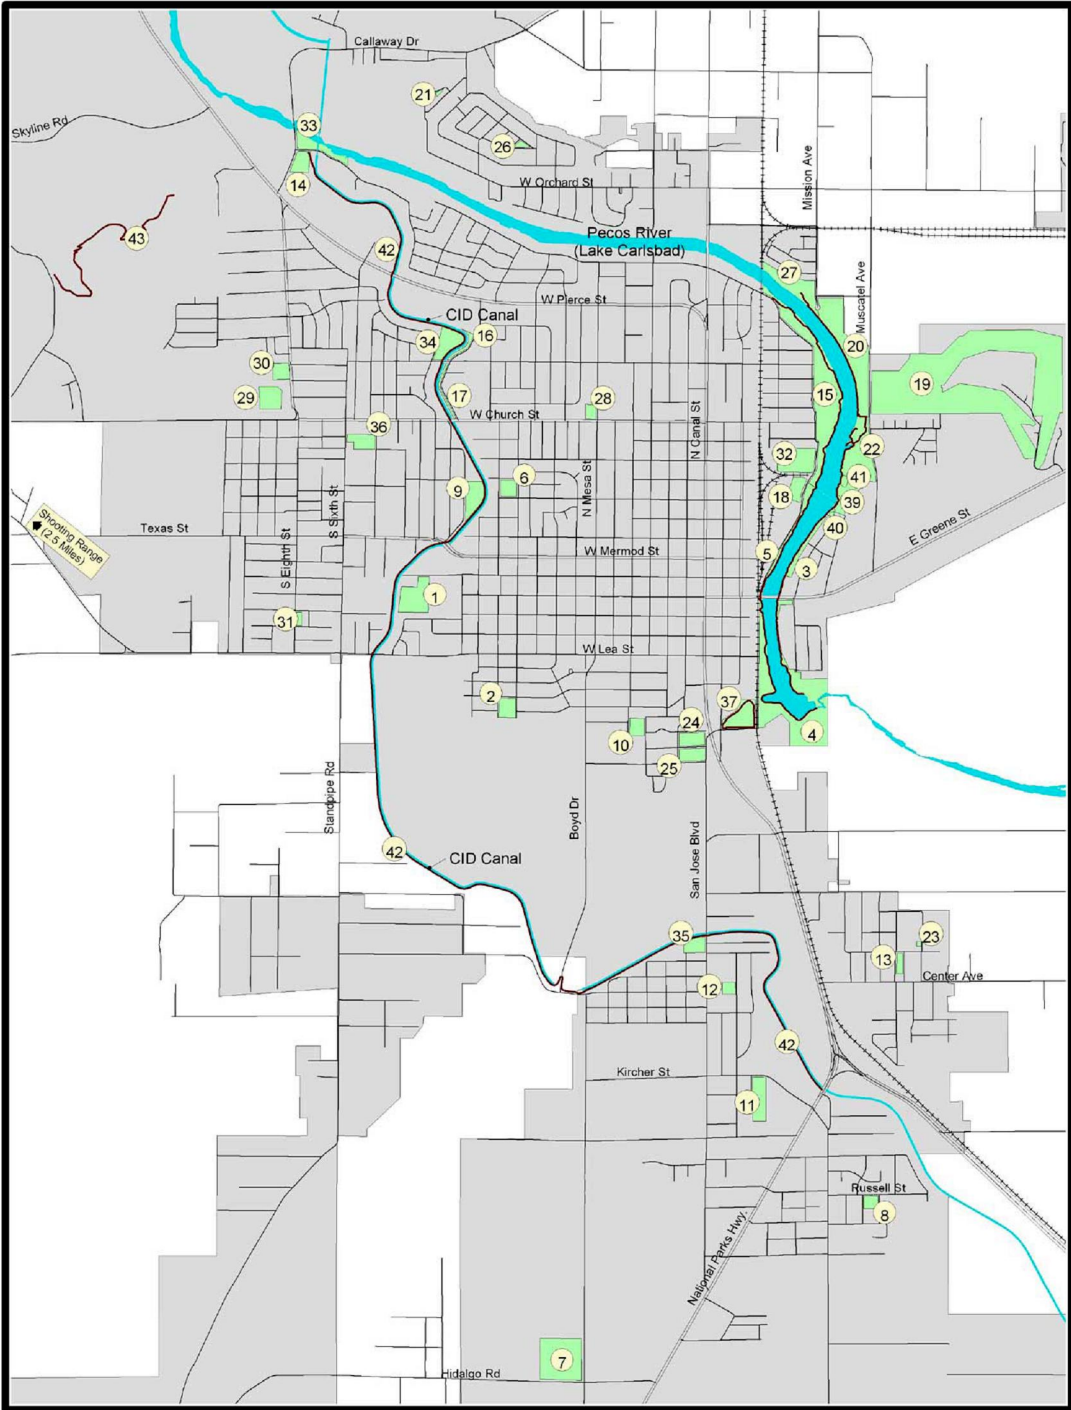 Callaway Dr
21
Skyline Rd
33
26
14
W Orchard St
Mission Ave
43
42
Pecos River
(Lake Carlsbad)
27
Muscatel Ave
W Pierce St
CID Canal
34
16
20
30
29
17
28
15
19
W Church St
N Canal St
36
32
22
9
6
N Mesa St
18
41
39
40
S Sixth St
Shooting Range
(2.5 Miles)
Texas St
S Eighth St
W Mermod St
5
E Greene St
3
1
31
W Lea St
2
37
24
10
4
25
Standpipe Rd
Boyd Dr
San Jose Blvd
42
CID Canal
35
23
13
Center Ave
12
42
Kircher St
11
Russell St
8
National Parks Hwy.
7
Hidalgo Rd